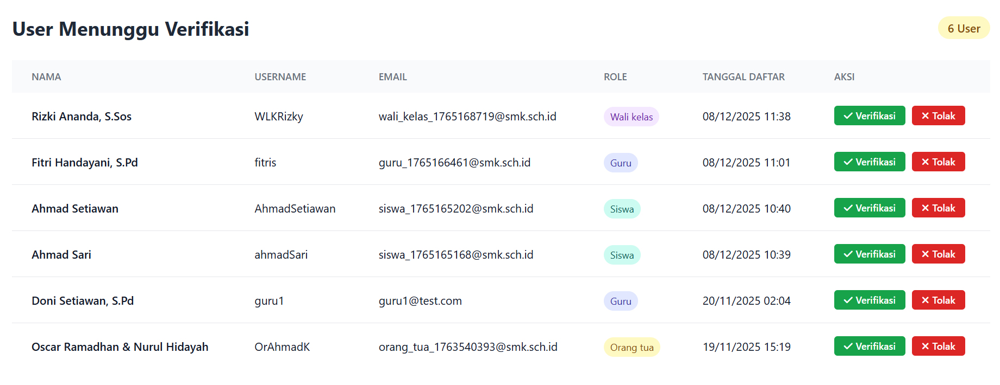 User Menunggu Verifikasi
6 User
NAMA USERNAME EMAIL ROLE TANGGAL DAFTAR AKSI
Rizki Ananda, S.Sos WLKRizky wali_kelas_1765168719@smk.sch.id Wali kelas 08/12/2025 11:38 Verifikasi Tolak
Fitri Handayani, S.Pd fitris guru_1765166461@smk.sch.id Guru 08/12/2025 11:01 Verifikasi Tolak
Ahmad Setiawan AhmadSetiawan siswa_1765165202@smk.sch.id Siswa 08/12/2025 10:40 Verifikasi Tolak
Ahmad Sari ahmadSari siswa_1765165168@smk.sch.id Siswa 08/12/2025 10:39 Verifikasi Tolak
Doni Setiawan, S.Pd guru1 guru1@test.com Guru 20/11/2025 02:04 Verifikasi Tolak
Oscar Ramadhan & Nurul Hidayah OrAhmadK orang_tua_1763540393@smk.sch.id Orang tua 19/11/2025 15:19 Verifikasi Tolak